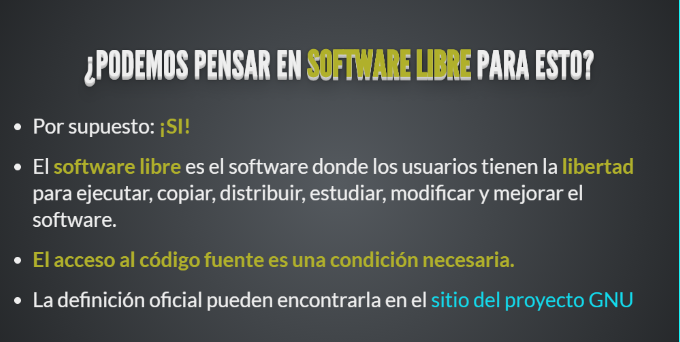 ¿PODEMOS PENSAR EN SOFTWARE LIBRE PARA ESTO?
Por supuesto: ¡SI!
El software libre es el software donde los usuarios tienen la libertad
para ejecutar, copiar, distribuir, estudiar, modificar y mejorar el
software.
El acceso al código fuente es una condición necesaria.
La definición oficial pueden encontrarla en el sitio del proyecto GNU